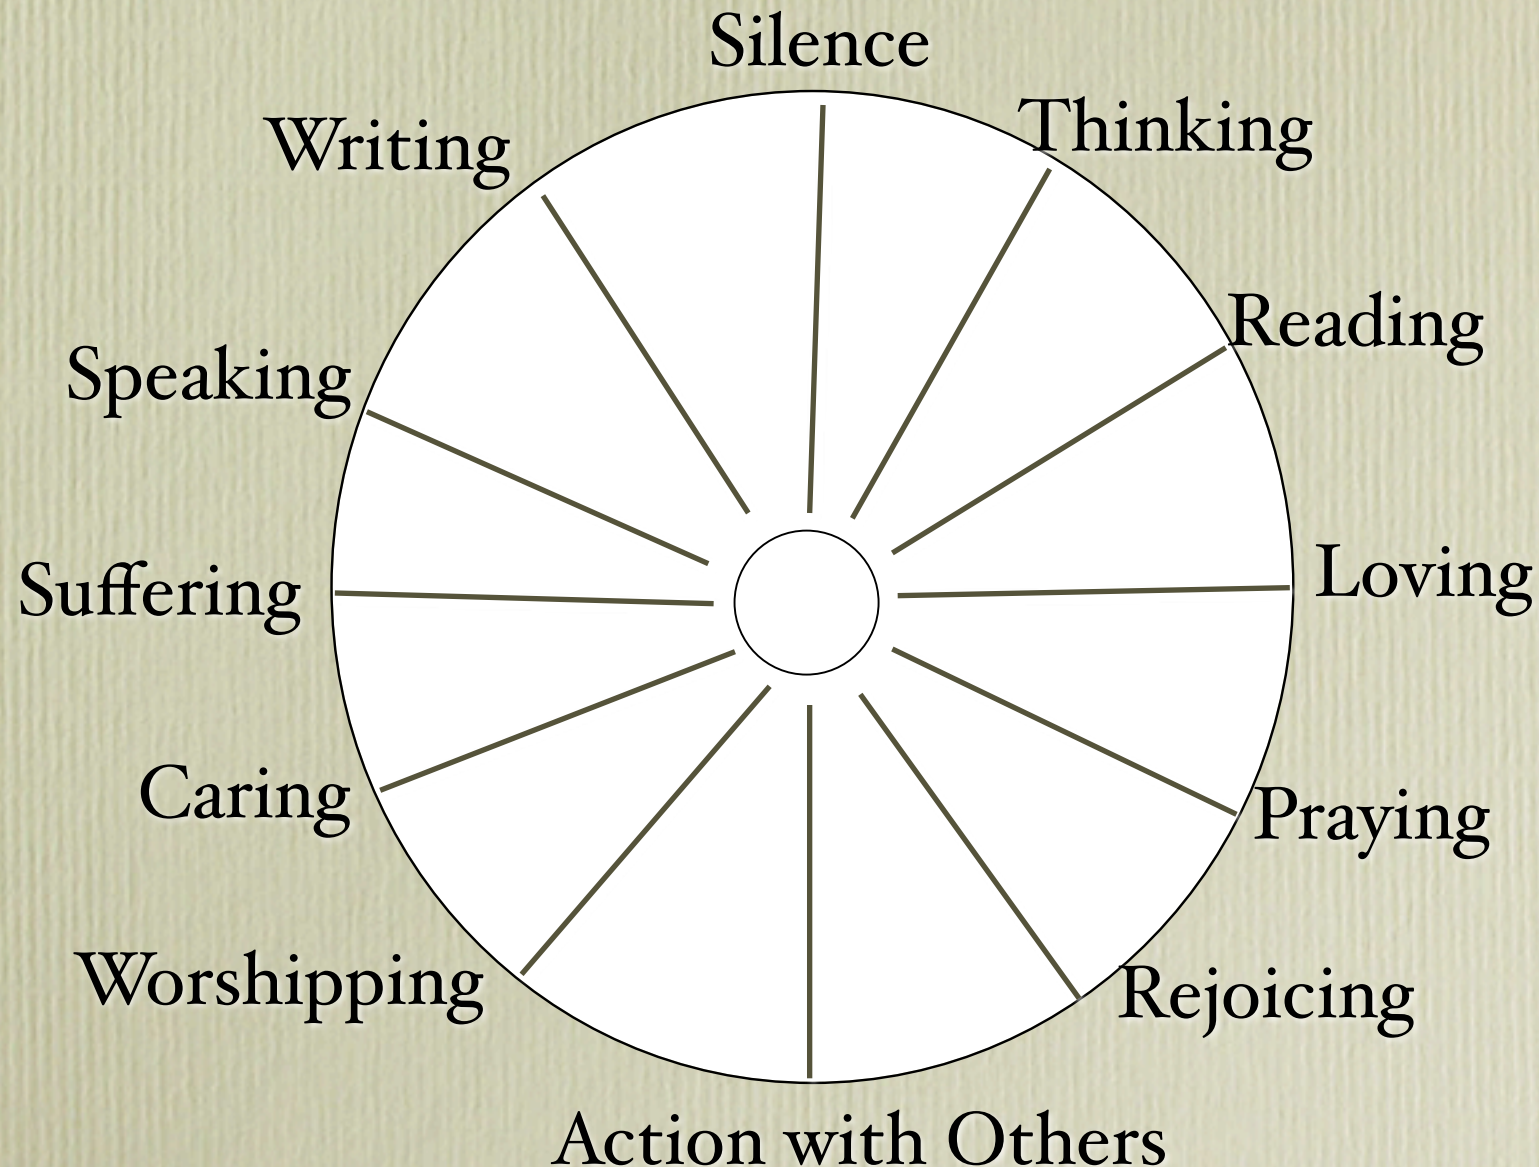 Silence
Thinking
Reading
Loving
Praying
Rejoicing
Action with Others
Worshipping
Caring
Suffering
Speaking
Writing